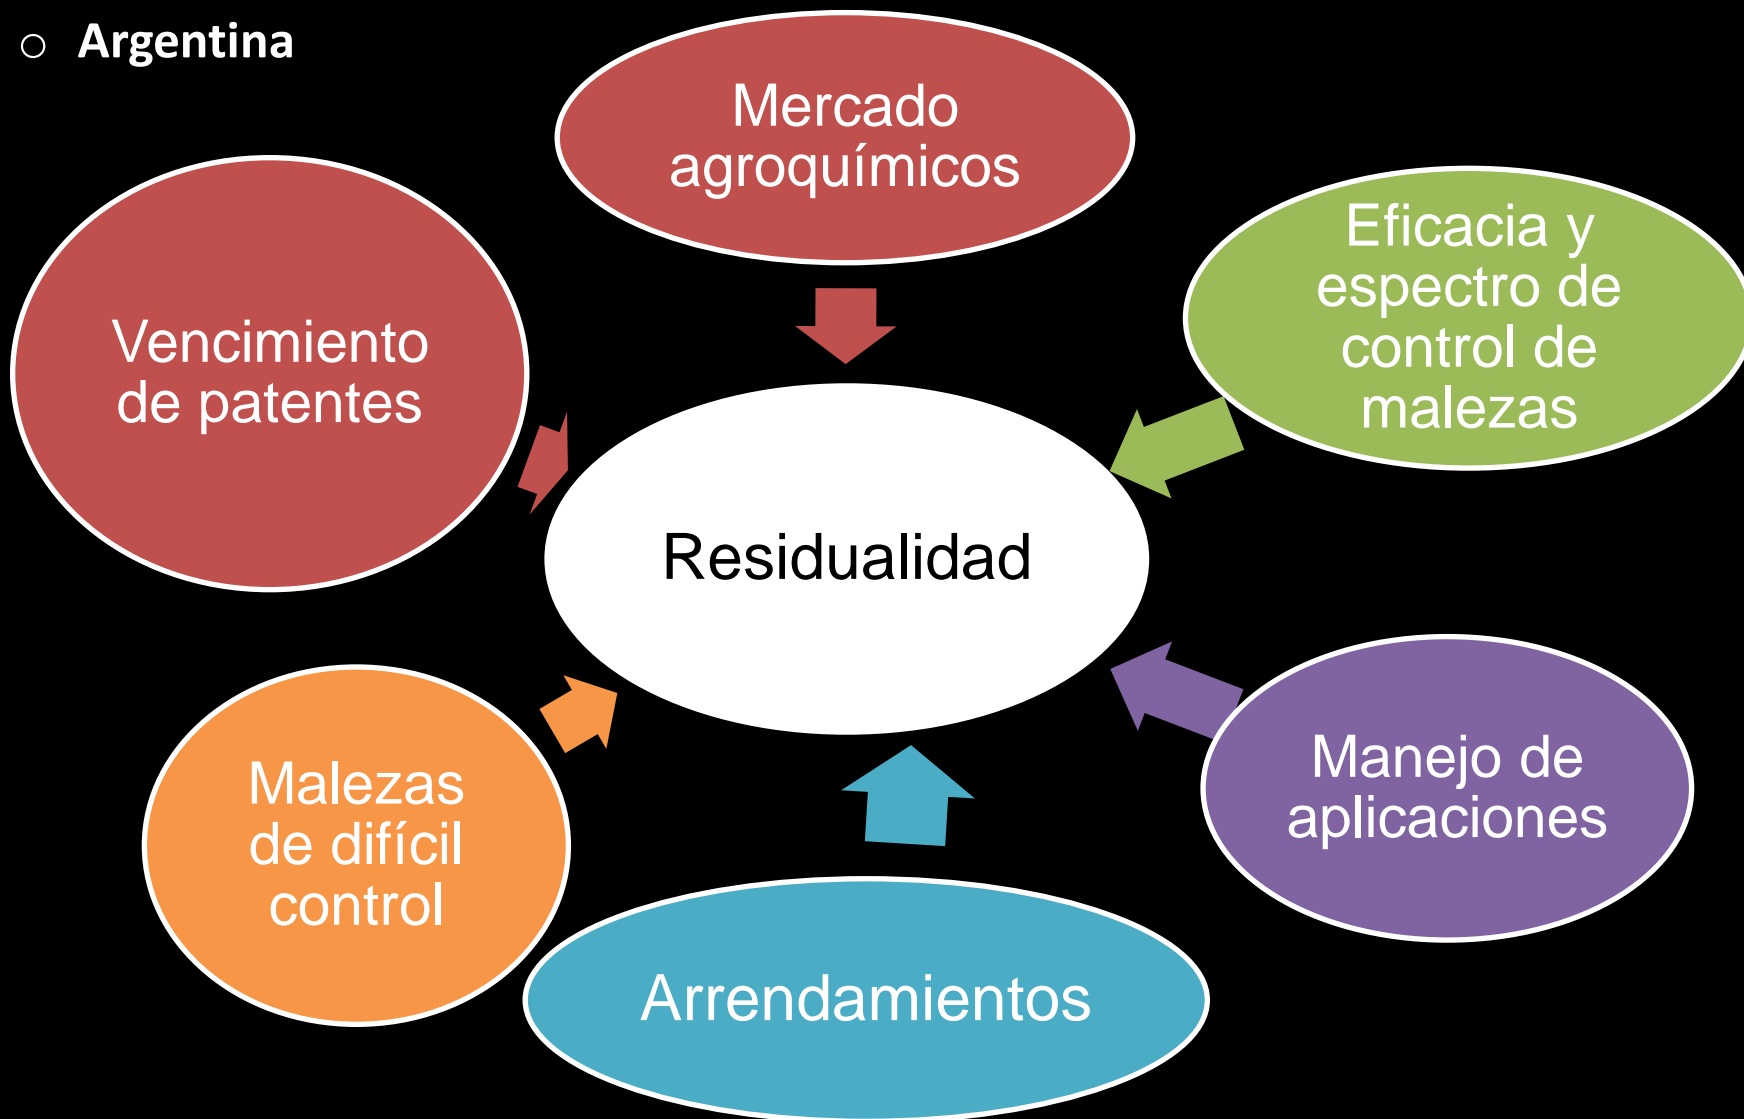 Argentina
Mercado
agroquímicos
Eficacia y
espectro de
control de
malezas
Vencimiento
de patentes
Residualidad
Manejo de
aplicaciones
Malezas
de difícil
control
Arrendamientos